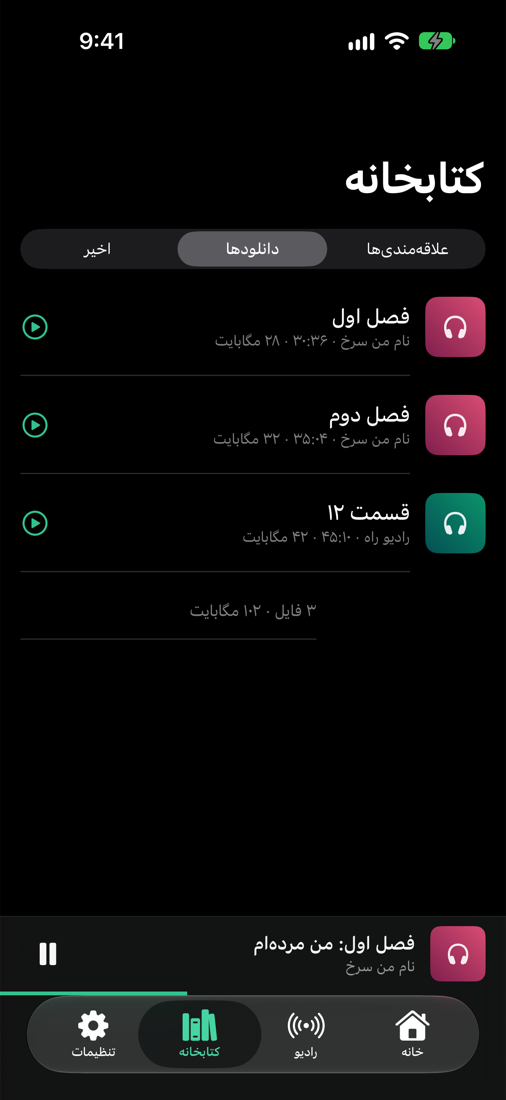 9:41
کتابخانه
علاقه‌مندی‌ها
دانلودها
اخیر
فصل اول
نام من سرخ · ۳۰:۳۶ · ۲۸ مگابایت
فصل دوم
نام من سرخ · ۳۵:۰۴ · ۳۲ مگابایت
قسمت ۱۲
رادیو راه · ۴۵:۱۰ · ۴۲ مگابایت
۳ فایل · ۱۰۲ مگابایت
فصل اول: من مرده‌ام
نام من سرخ
خانه
رادیو
کتابخانه
تنظیمات